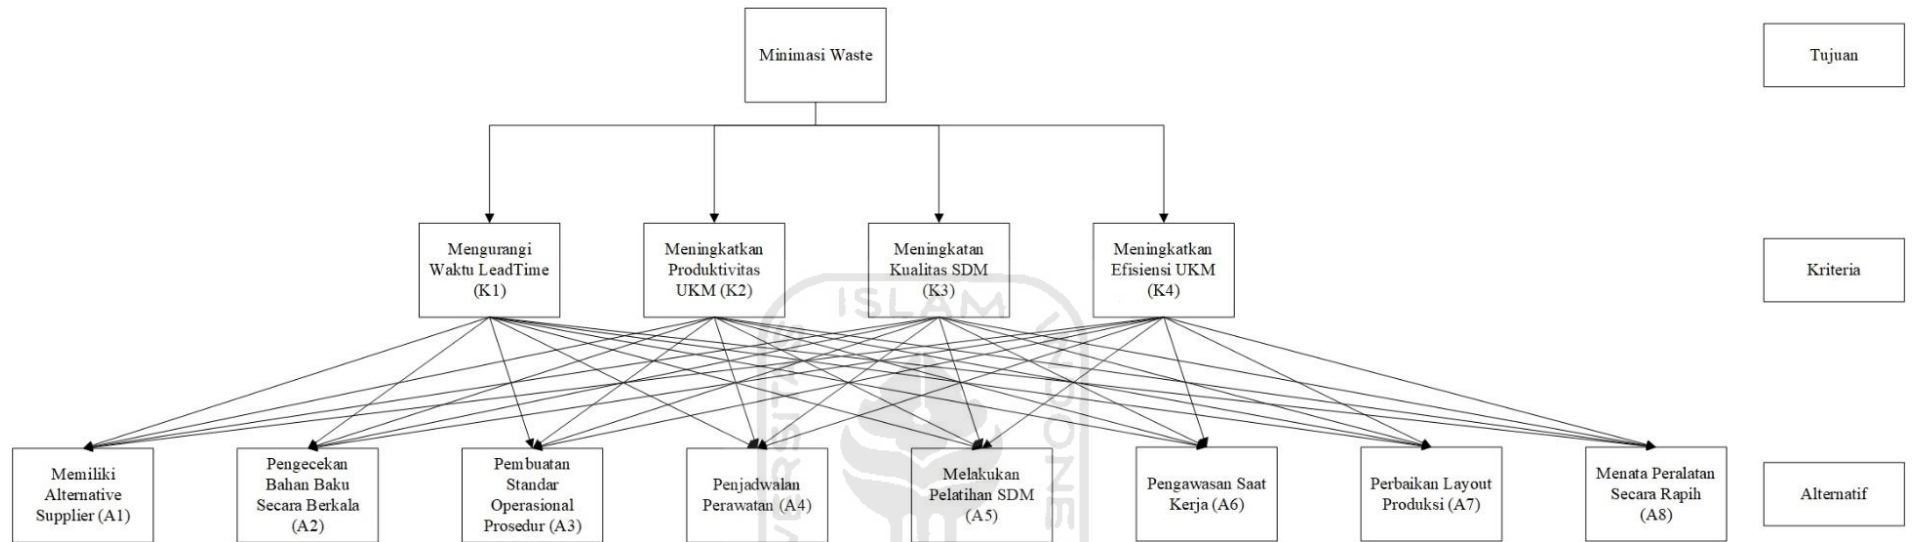 Minimasi Waste
Tujuan
Mengurangi
Waktu LeadTime
(K1)
Meningkatkan
Produktivitas
UKM (K2)
Meningkatan
Kualitas SDM
(K3)
Meningkatkan
Efisiensi UKM
(K4)
Kriteria
ISLAM
Memiliki
Alternative
Supplier (A1)
Pengecekan
Bahan Baku
Secara Berkala
(A2)
Pembuatan
Standar
Operasional
Prosedur (A3)
Penjadwalan
Perawatan (A4)
Melakukan
Pelatihan SDM
(A5)
Pengawasan Saat
Kerja (A6)
Perbaikan Layout
Produksi (A7)
Menata Peralatan
Secara Rapih
(A8)
Alternatif